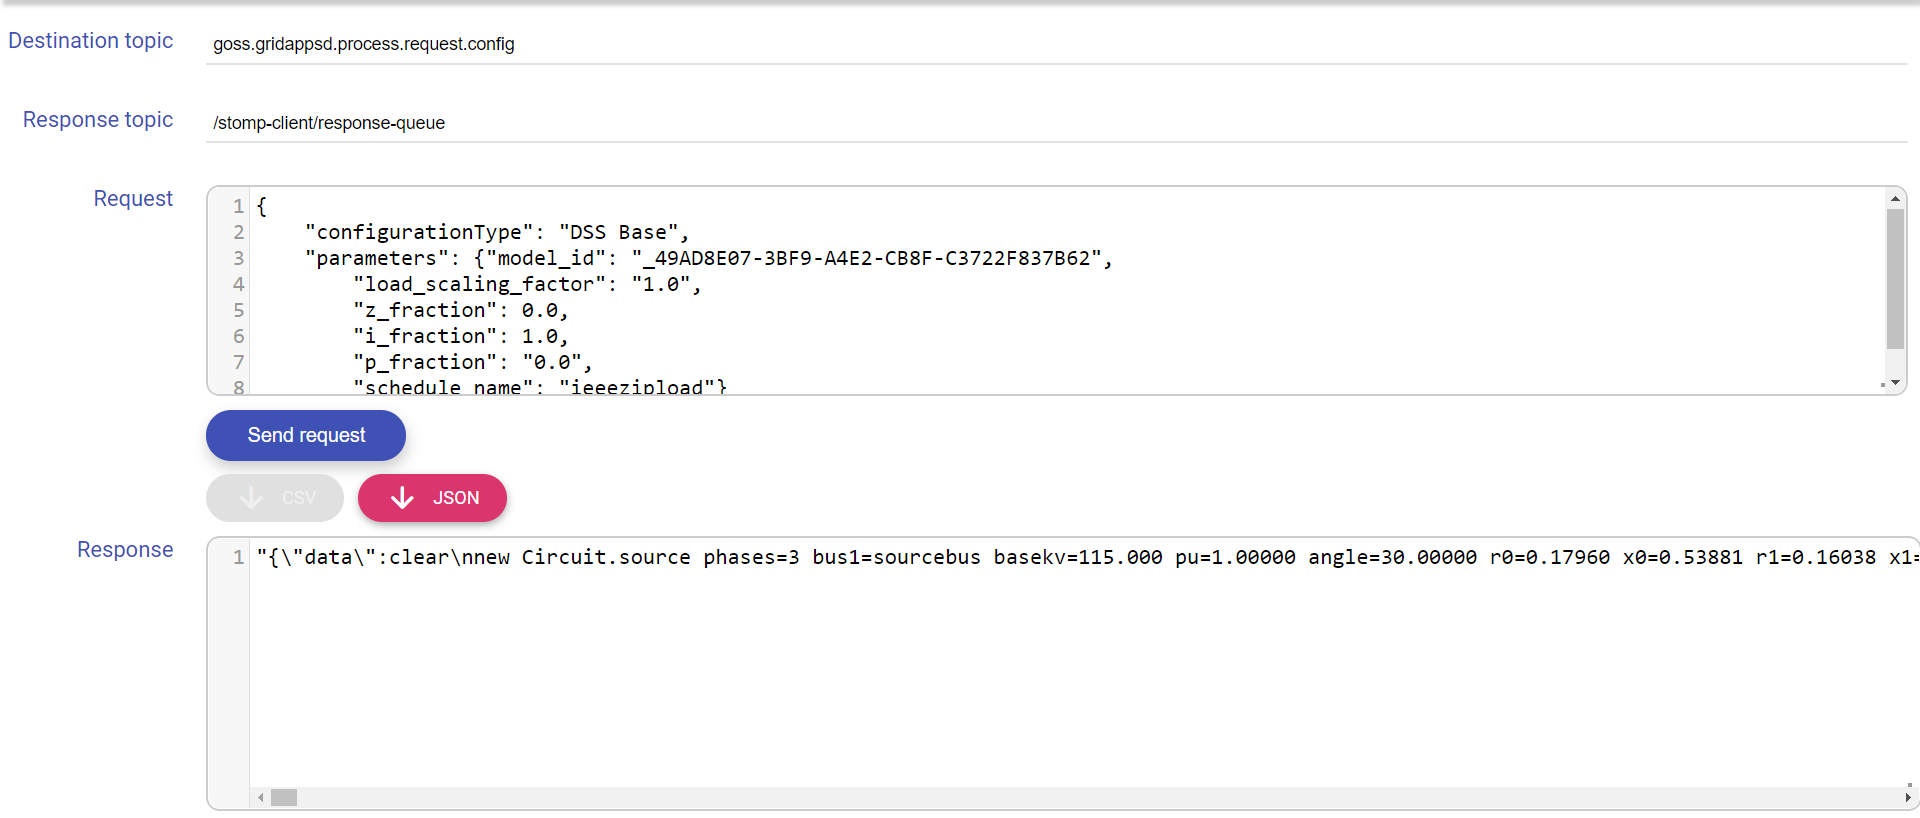 Destination topic
goss.gridappsd.process.request.config
Response topic
/stomp-client/response-queue
Request
1 {
2     "configurationType": "DSS Base",
3     "parameters": {"model_id": "_49AD8E07-3BF9-A4E2-CB8F-C3722F837B62",
4         "load_scaling_factor": "1.0",
5         "z_fraction": 0.0,
6         "i_fraction": 1.0,
7         "p_fraction": "0.0",
8         "schedule_name": "ieeezipload"}
Send request
CSV
JSON
Response
1 "{\"data\":clear\nnew Circuit.source phases=3 bus1=sourcebus basekv=115.000 pu=1.00000 angle=30.00000 r0=0.17960 x0=0.53881 r1=0.16038 x1=